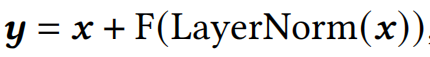 y = x + F(LayerNorm(x)),